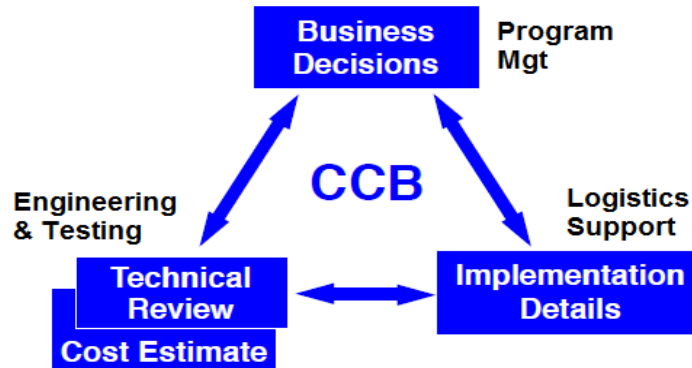 Business
Decisions
Program
Mgt
CCB
Engineering
& Testing
Logistics
Support
Technical
Review
Cost Estimate
Implementation
Details